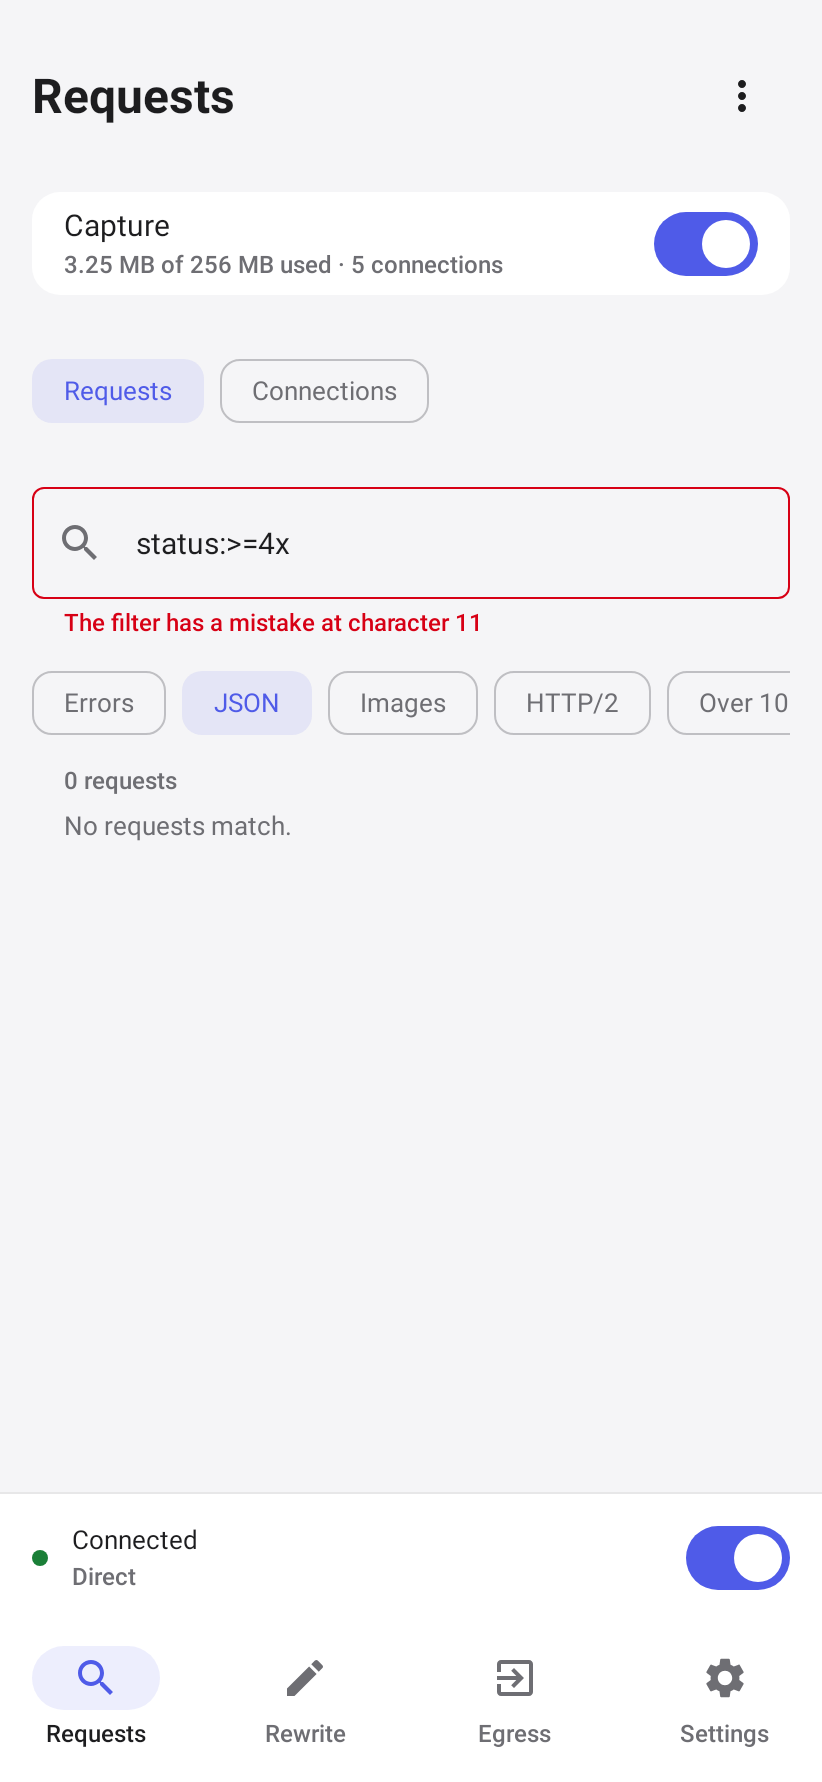 Requests
Capture
3.25 MB of 256 MB used · 5 connections
Requests
Connections
status:>=4x
The filter has a mistake at character 11
Errors
JSON
Images
HTTP/2
Over 10
0 requests
No requests match.
Connected
Direct
Requests
Rewrite
Egress
Settings